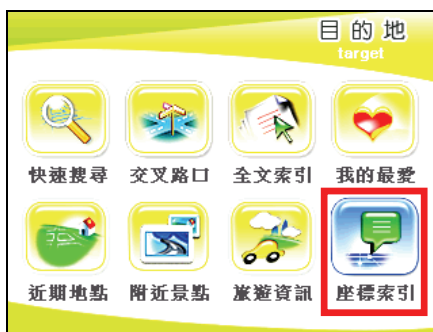 目的地
target
快速搜尋 交叉路口 全文索引 我的最愛
近期地點 附近景點 旅遊資訊 座標索引